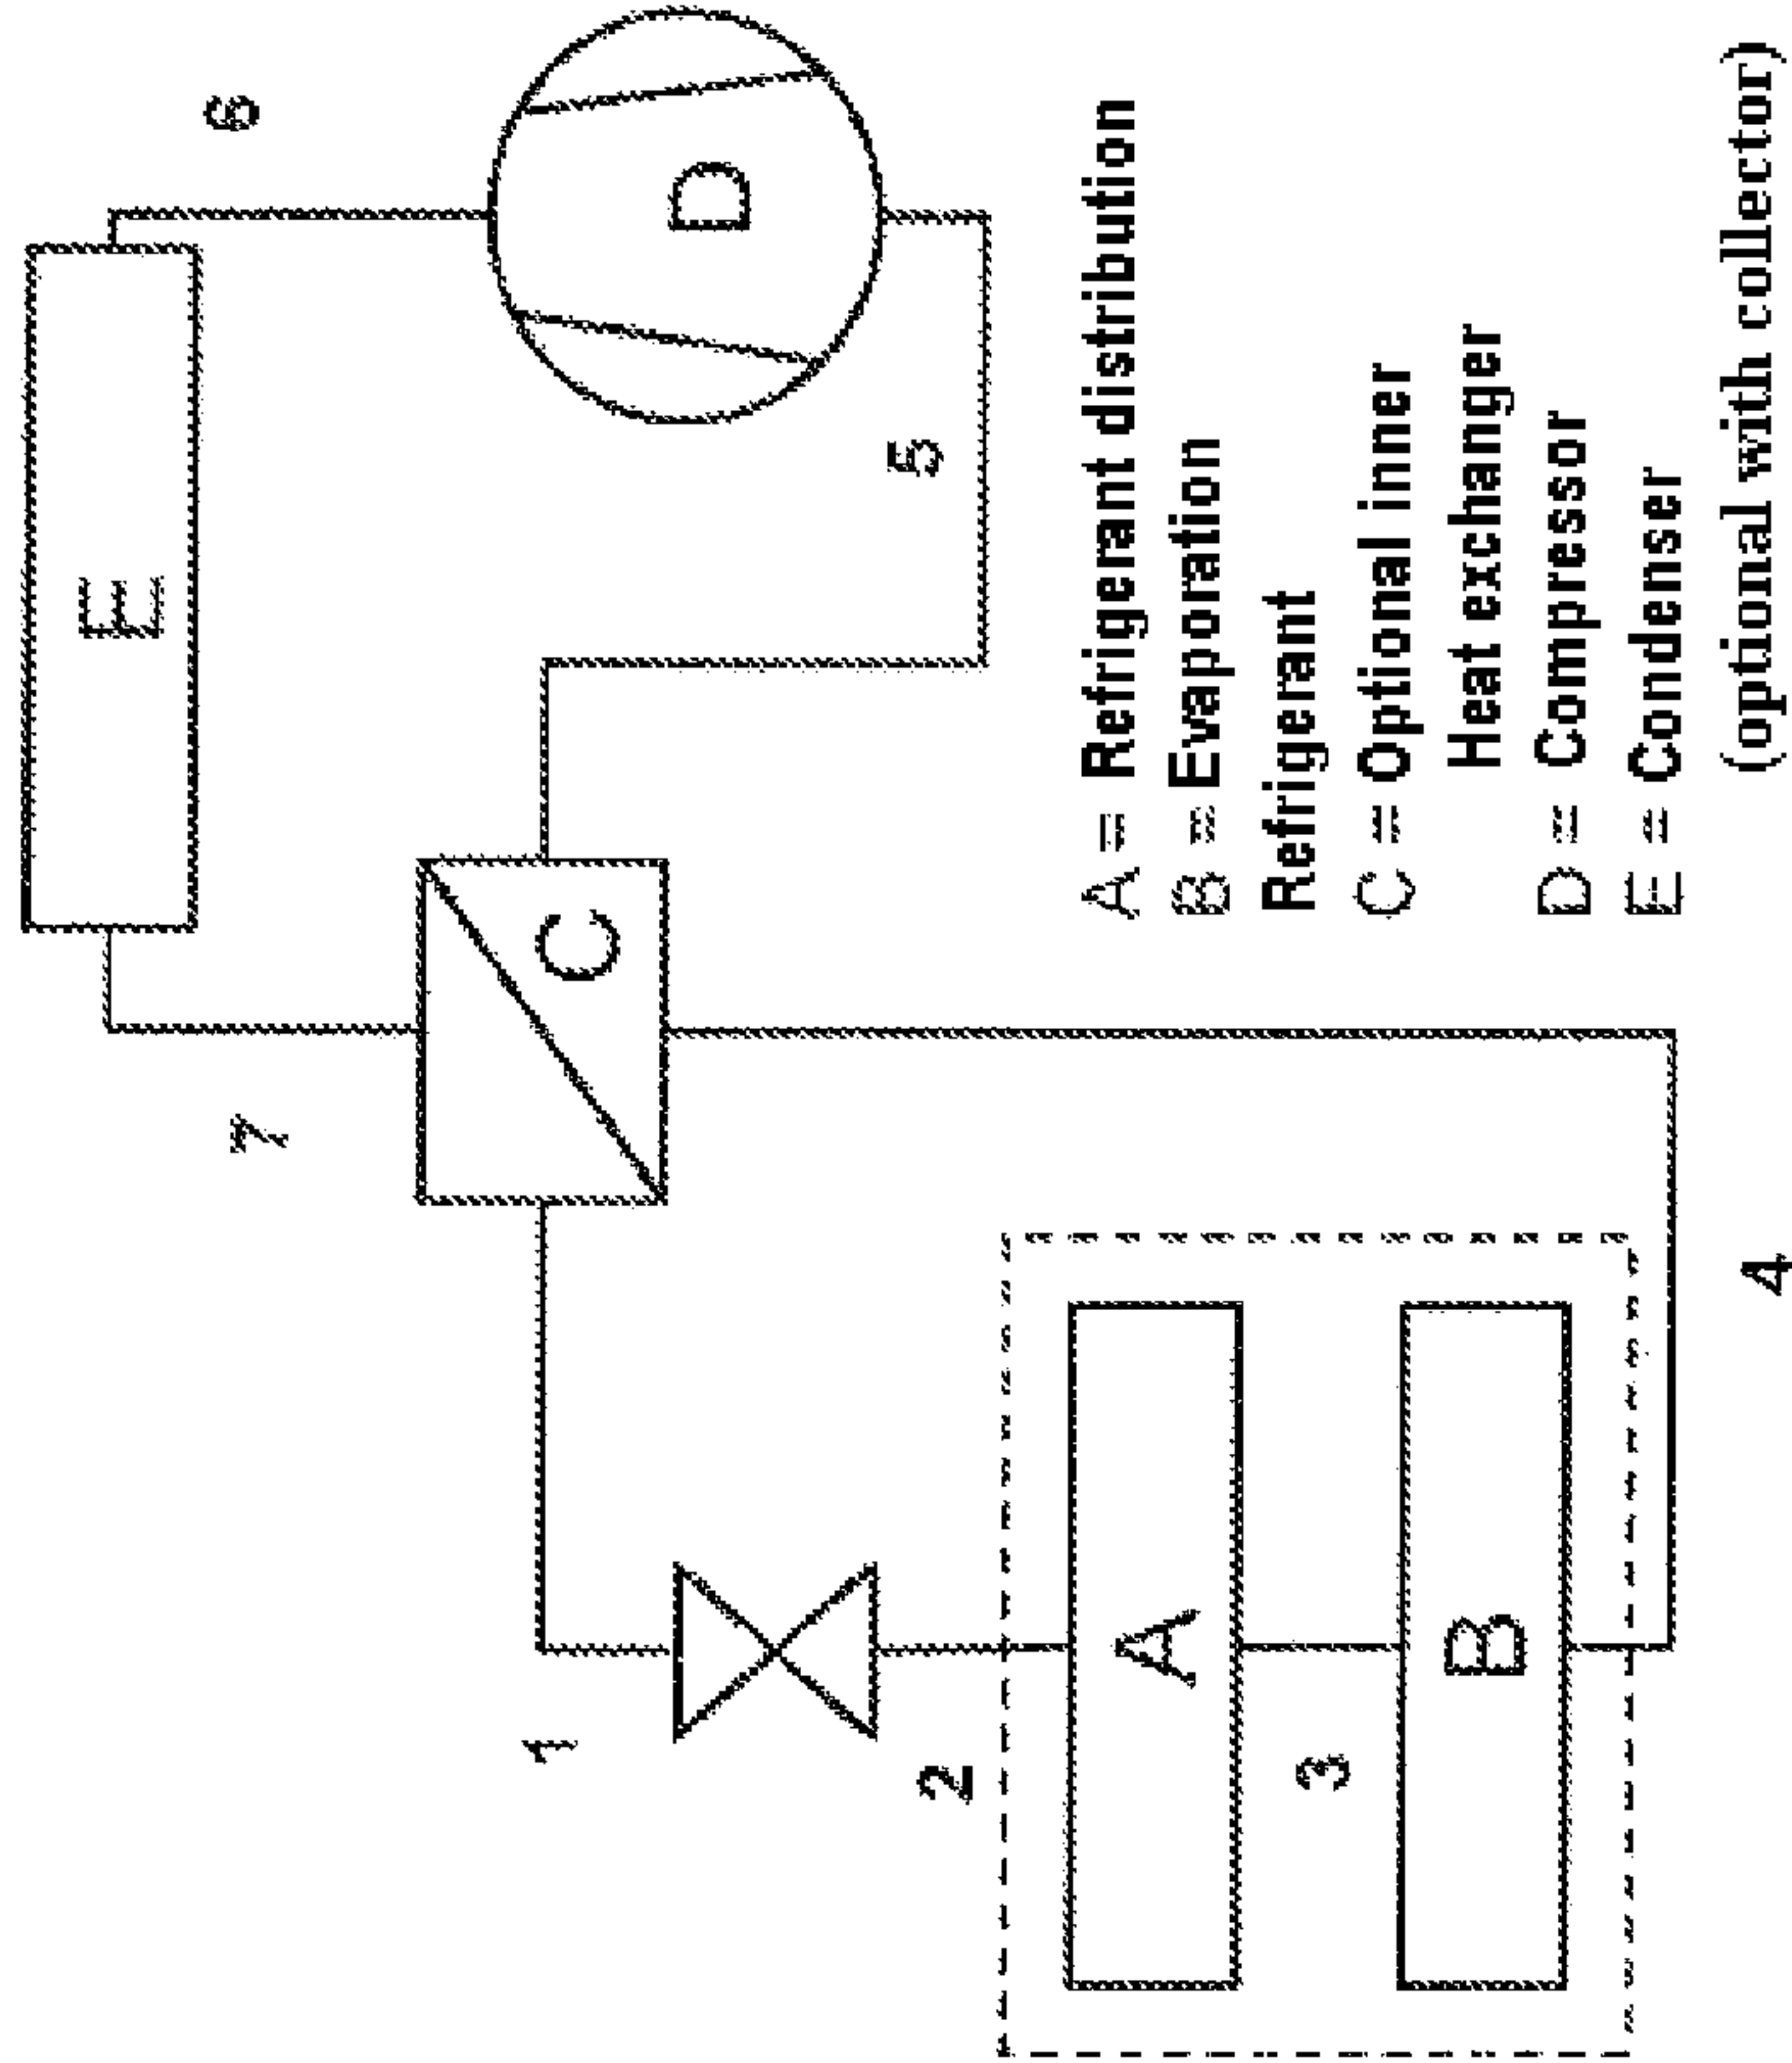 E
6
7
1
C
D
5
2
A
3
B
4
A = Refrigerant distribution
B = Evaporation
Refrigerant
C = Optional inner
Heat exchanger
D = Compressor
E = Condenser
(optional with collector)